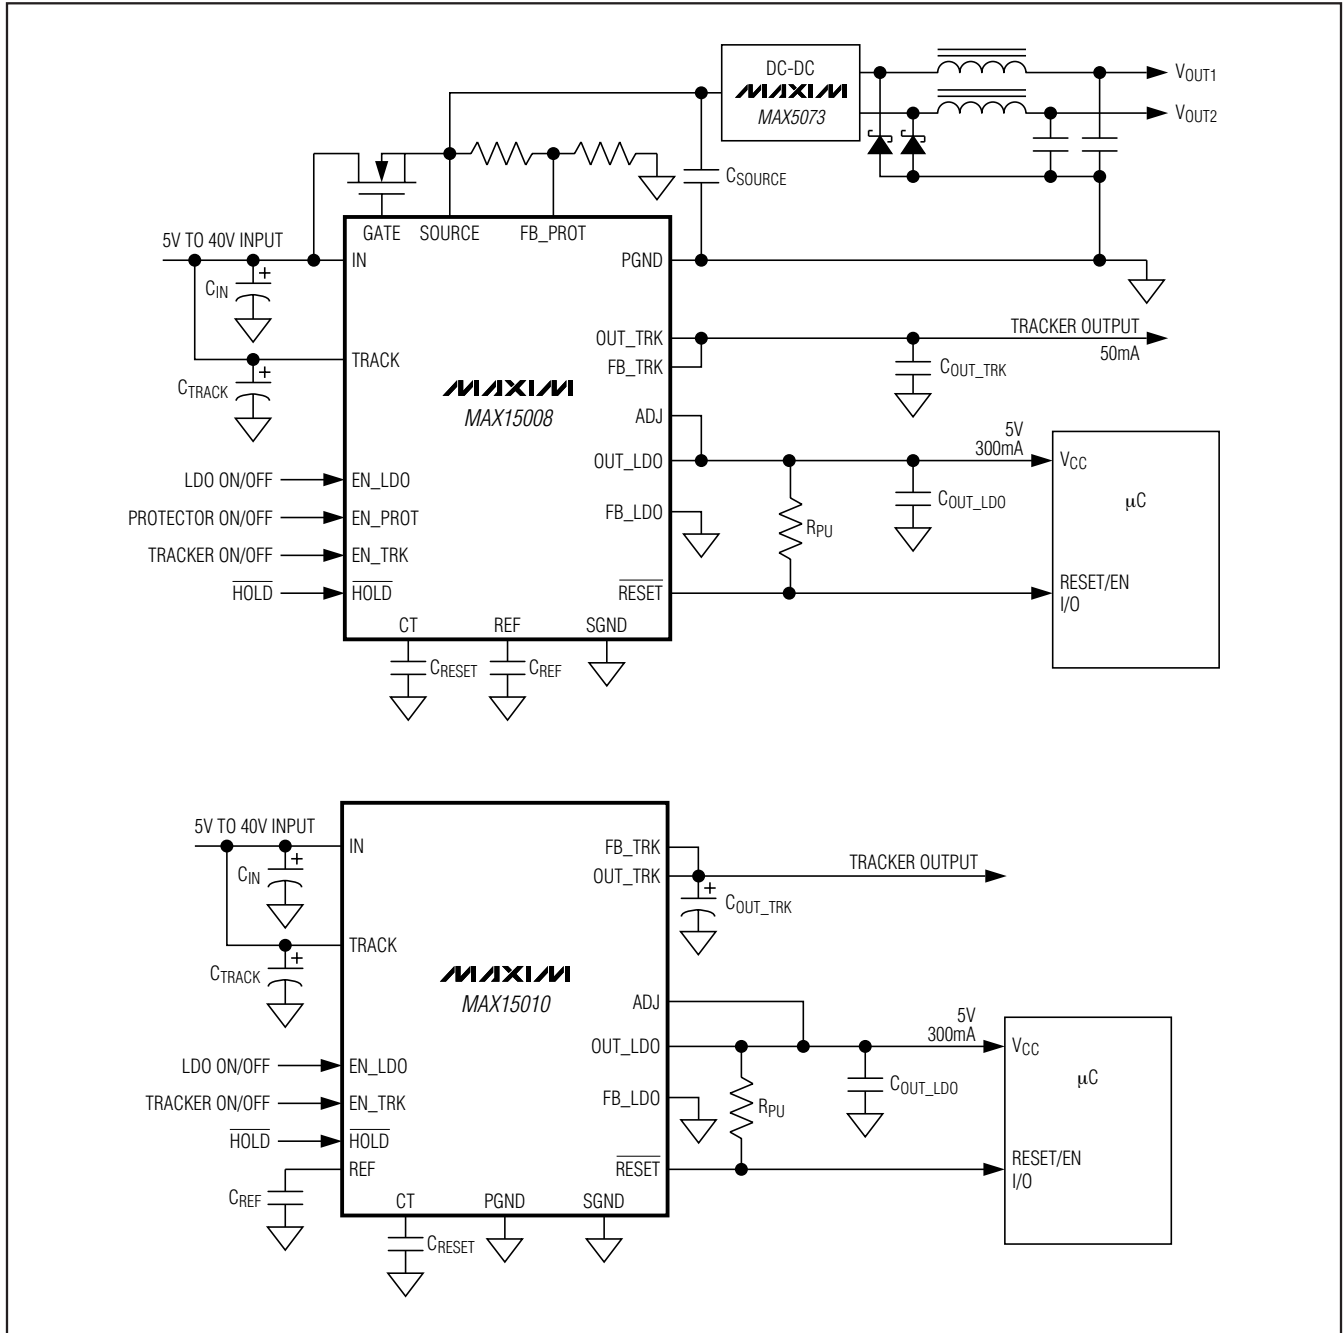 DC-DC
MAXIM
MAX5073
VOUT1
VOUT2
CSOURCE
GATE SOURCE FB_PROT
5V TO 40V INPUT
IN
PGND
CIN
+
OUT_TRK
TRACKER OUTPUT
50mA
FB_TRK
COUT_TRK
TRACK
+
CTRACK
MAXIM
MAX15008
ADJ
OUT_LDO
5V
300mA
VCC
μC
COUT_LDO
LDO ON/OFF
EN_LDO
PROTECTOR ON/OFF
EN_PROT
FB_LDO
RPU
TRACKER ON/OFF
EN_TRK
HOLD
HOLD
RESET
RESET/EN
I/O
CT REF SGND
CRESET
CREF
5V TO 40V INPUT
IN
FB_TRK
CIN
+
OUT_TRK
TRACKER OUTPUT
+
COUT_TRK
TRACK
+
CTRACK
MAXIM
MAX15010
ADJ
OUT_LDO
5V
300mA
VCC
μC
COUT_LDO
LDO ON/OFF
EN_LDO
TRACKER ON/OFF
EN_TRK
FB_LDO
RPU
HOLD
HOLD
REF
RESET
RESET/EN
I/O
CREF
CT PGND SGND
CRESET